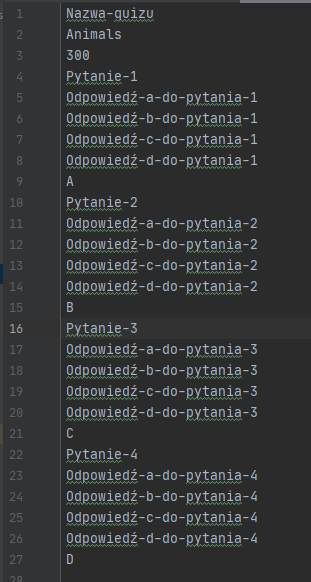 1 Nazwa-quizu
2 Animals
3 300
4 Pytanie-1
5 Odpowiedź-a-do-pytania-1
6 Odpowiedź-b-do-pytania-1
7 Odpowiedź-c-do-pytania-1
8 Odpowiedź-d-do-pytania-1
9 A
10 Pytanie-2
11 Odpowiedź-a-do-pytania-2
12 Odpowiedź-b-do-pytania-2
13 Odpowiedź-c-do-pytania-2
14 Odpowiedź-d-do-pytania-2
15 B
16 Pytanie-3
17 Odpowiedź-a-do-pytania-3
18 Odpowiedź-b-do-pytania-3
19 Odpowiedź-c-do-pytania-3
20 Odpowiedź-d-do-pytania-3
21 C
22 Pytanie-4
23 Odpowiedź-a-do-pytania-4
24 Odpowiedź-b-do-pytania-4
25 Odpowiedź-c-do-pytania-4
26 Odpowiedź-d-do-pytania-4
27 D
28